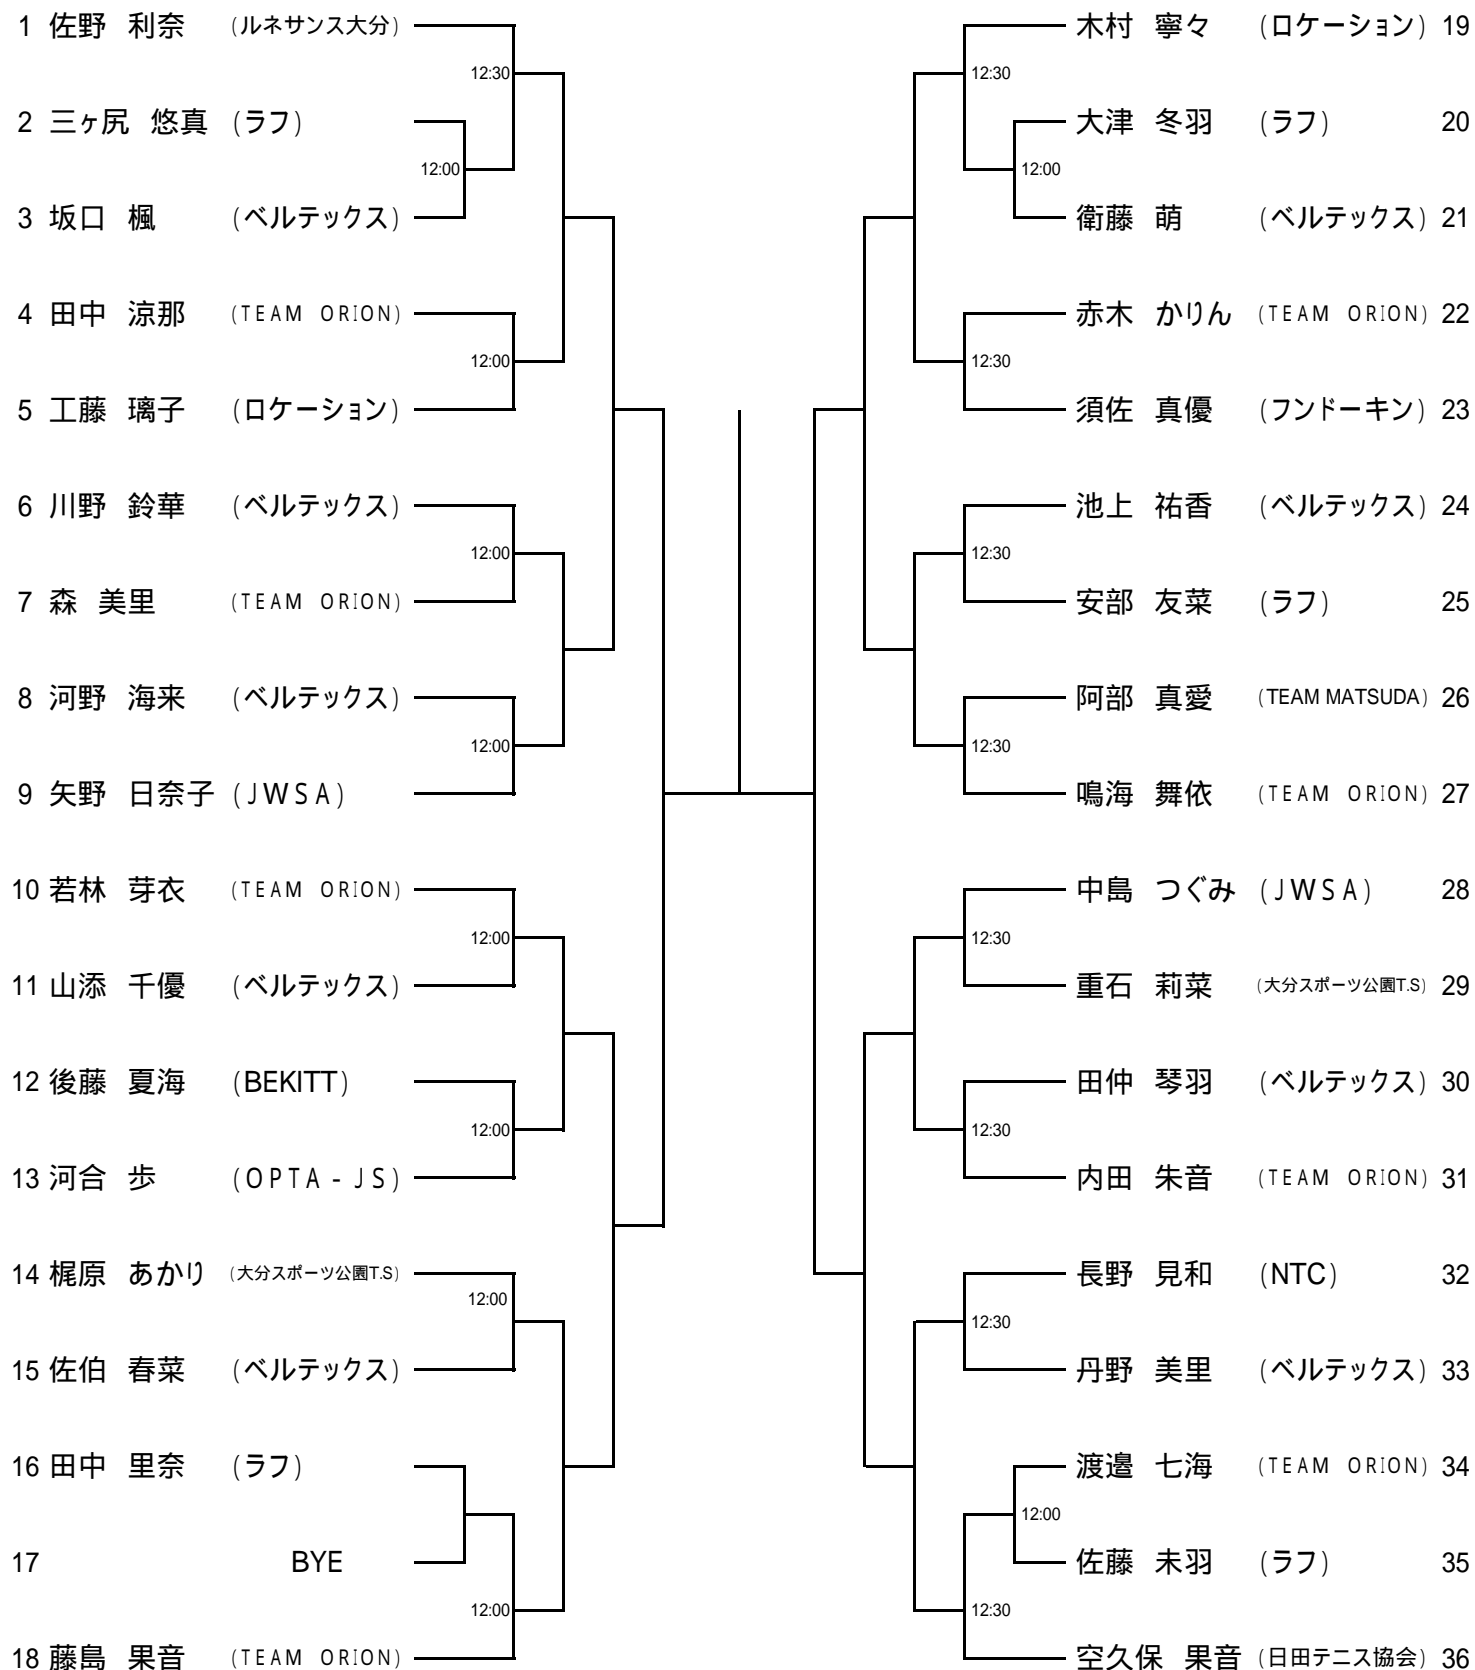 1 佐野 利奈 (ルネサンス大分)
12:30
2 三ヶ尻 悠真 (ラフ)
12:00
3 坂口 楓 (ベルテックス)
4 田中 涼那 (TEAM ORION)
12:00
5 工藤 璃子 (ロケーション)
6 川野 鈴華 (ベルテックス)
12:00
7 森 美里 (TEAM ORION)
8 河野 海来 (ベルテックス)
12:00
9 矢野 日奈子 (JWSA)
10 若林 芽衣 (TEAM ORION)
12:00
11 山添 千優 (ベルテックス)
12 後藤 夏海 (BEKITT)
12:00
13 河合 歩 (OPTA-JS)
14 梶原 あかり (大分スポーツ公園T.S)
12:00
15 佐伯 春菜 (ベルテックス)
16 田中 里奈 (ラフ)
17 BYE
12:00
18 藤島 果音 (TEAM ORION)
木村 寧々 (ロケーション) 19
12:30
大津 冬羽 (ラフ) 20
12:00
衛藤 萌 (ベルテックス) 21
赤木 かりん (TEAM ORION) 22
12:30
須佐 真優 (フンドーキン) 23
池上 祐香 (ベルテックス) 24
12:30
安部 友菜 (ラフ) 25
阿部 真愛 (TEAM MATSUDA) 26
12:30
鳴海 舞依 (TEAM ORION) 27
中島 つぐみ (JWSA) 28
12:30
重石 莉菜 (大分スポーツ公園T.S) 29
田仲 琴羽 (ベルテックス) 30
12:30
内田 朱音 (TEAM ORION) 31
長野 見和 (NTC) 32
12:30
丹野 美里 (ベルテックス) 33
渡邉 七海 (TEAM ORION) 34
12:00
佐藤 未羽 (ラフ) 35
12:30
空久保 果音 (日田テニス協会) 36